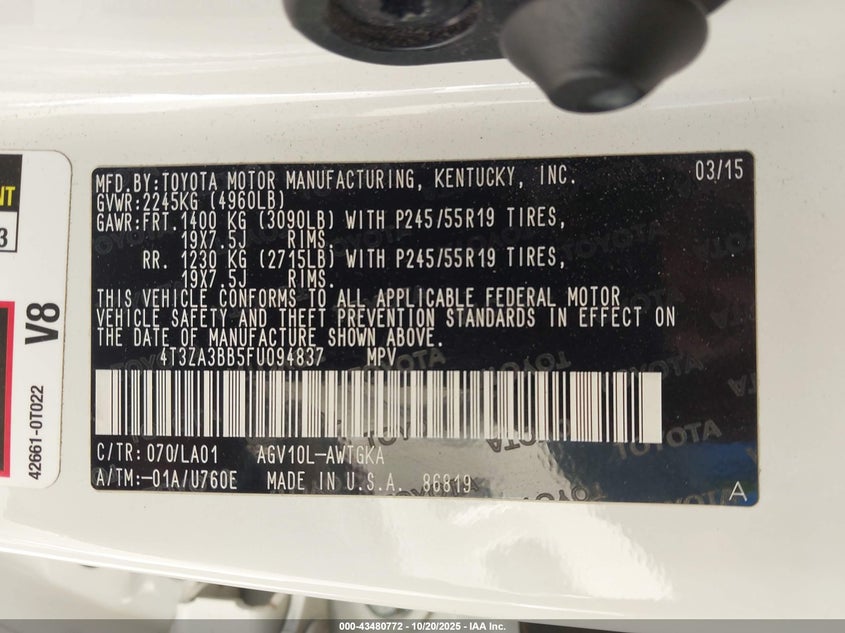 MFD.BY:TOYOTA MOTOR MANUFACTURING, KENTUCKY, INC. 03/15
GVWR:2245KG (4960LB)
GAWR:FRT.1400 KG (3090LB) WITH P245/55R19 TIRES,
19X7.5J RIMS.
RR. 1230 KG (2715LB) WITH P245/55R19 TIRES,
19X7.5J RIMS.
THIS VEHICLE CONFORMS TO ALL APPLICABLE FEDERAL MOTOR
VEHICLE SAFETY AND THEFT PREVENTION STANDARDS IN EFFECT ON
THE DATE OF MANUFACTURE SHOWN ABOVE.
4T3ZA3BB5FU094837 MPV
C/TR: 070/LA01 AGV10L-AWTGKA
A/TM:-01A/U760E MADE IN U.S.A. 86819
A
V8
42661-0T022
3
TOYOTA
000-43480772 - 10/20/2025 - IAA Inc.